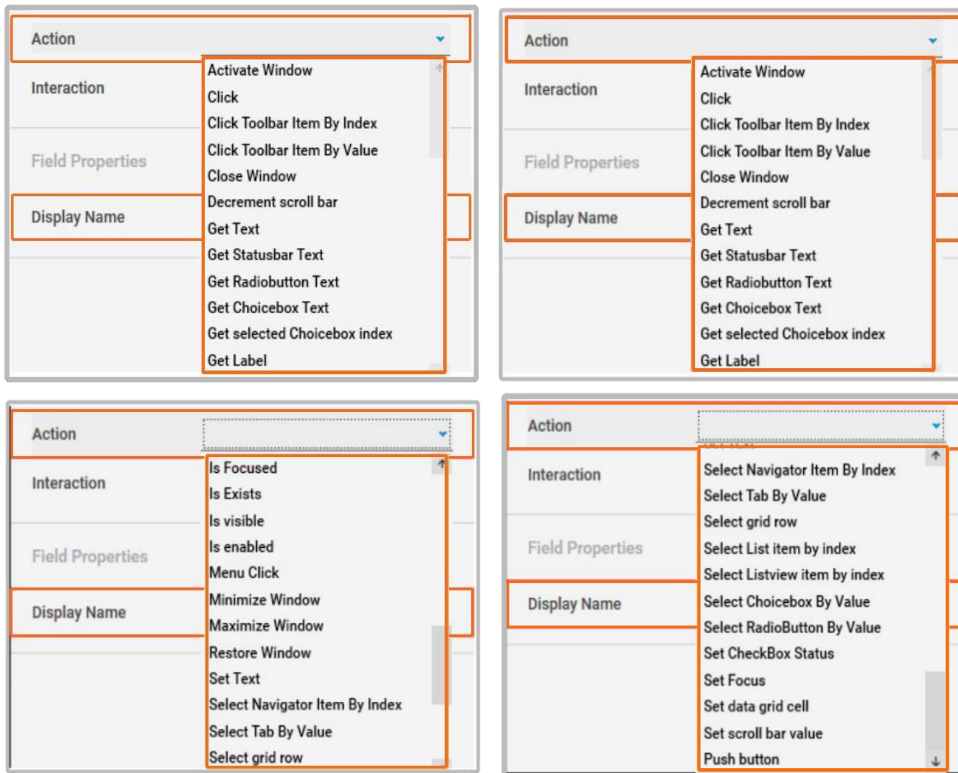 Action
Interaction
Field Properties
Display Name
Activate Window
Click
Click Toolbar Item By Index
Click Toolbar Item By Value
Close Window
Decrement scroll bar
Get Text
Get Statusbar Text
Get Radiobutton Text
Get Choicebox Text
Get selected Choicebox index
Get Label
Action
Interaction
Field Properties
Display Name
Activate Window
Click
Click Toolbar Item By Index
Click Toolbar Item By Value
Close Window
Decrement scroll bar
Get Text
Get Statusbar Text
Get Radiobutton Text
Get Choicebox Text
Get selected Choicebox index
Get Label
Action
Interaction
Field Properties
Display Name
Is Focused
Is Exists
Is visible
Is enabled
Menu Click
Minimize Window
Maximize Window
Restore Window
Set Text
Select Navigator Item By Index
Select Tab By Value
Select grid row
Action
Interaction
Field Properties
Display Name
Select Navigator Item By Index
Select Tab By Value
Select grid row
Select List item by index
Select Listview item by index
Select Choicebox By Value
Select RadioButton By Value
Set CheckBox Status
Set Focus
Set data grid cell
Set scroll bar value
Push button